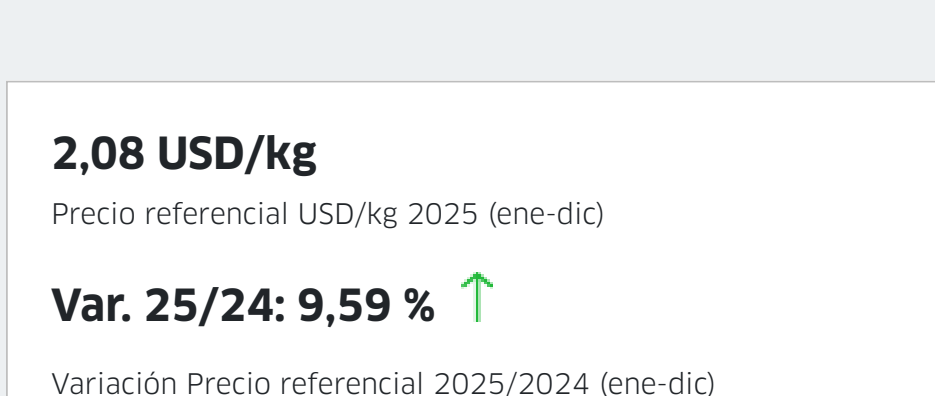 2,08 USD/kg
Precio referencial USD/kg 2025 (ene-dic)
Var. 25/24: 9,59 % ↑
Variación Precio referencial 2025/2024 (ene-dic)